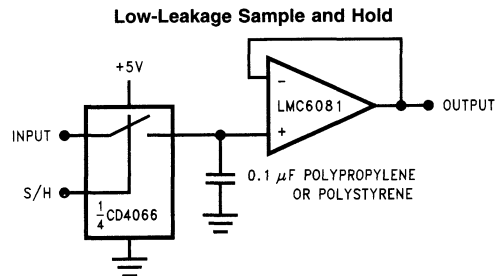 Low-Leakage Sample and Hold
+5V
INPUT
S/H
1/4 CD4066
−
LMC6081
+
OUTPUT
0.1 μF POLYPROPYLENE
OR POLYSTYRENE